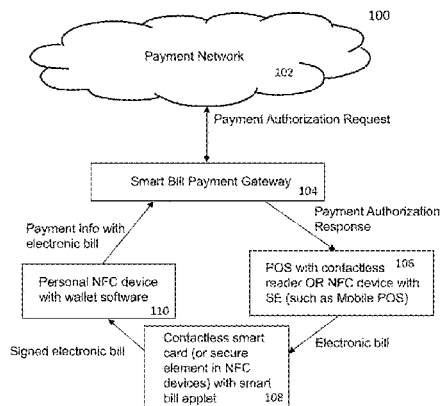 100
Payment Network
102
Payment Authorization Request
Smart Bill Payment Gateway
104
Payment info with
electronic bill
Payment Authorization
Response
Personal NFC device
with wallet software
110
106
POS with contactless
reader OR NFC device with
SE (such as Mobile POS)
Signed electronic bill
Contactless smart
card (or secure
element in NFC
devices) with smart
bill applet
108
Electronic bill